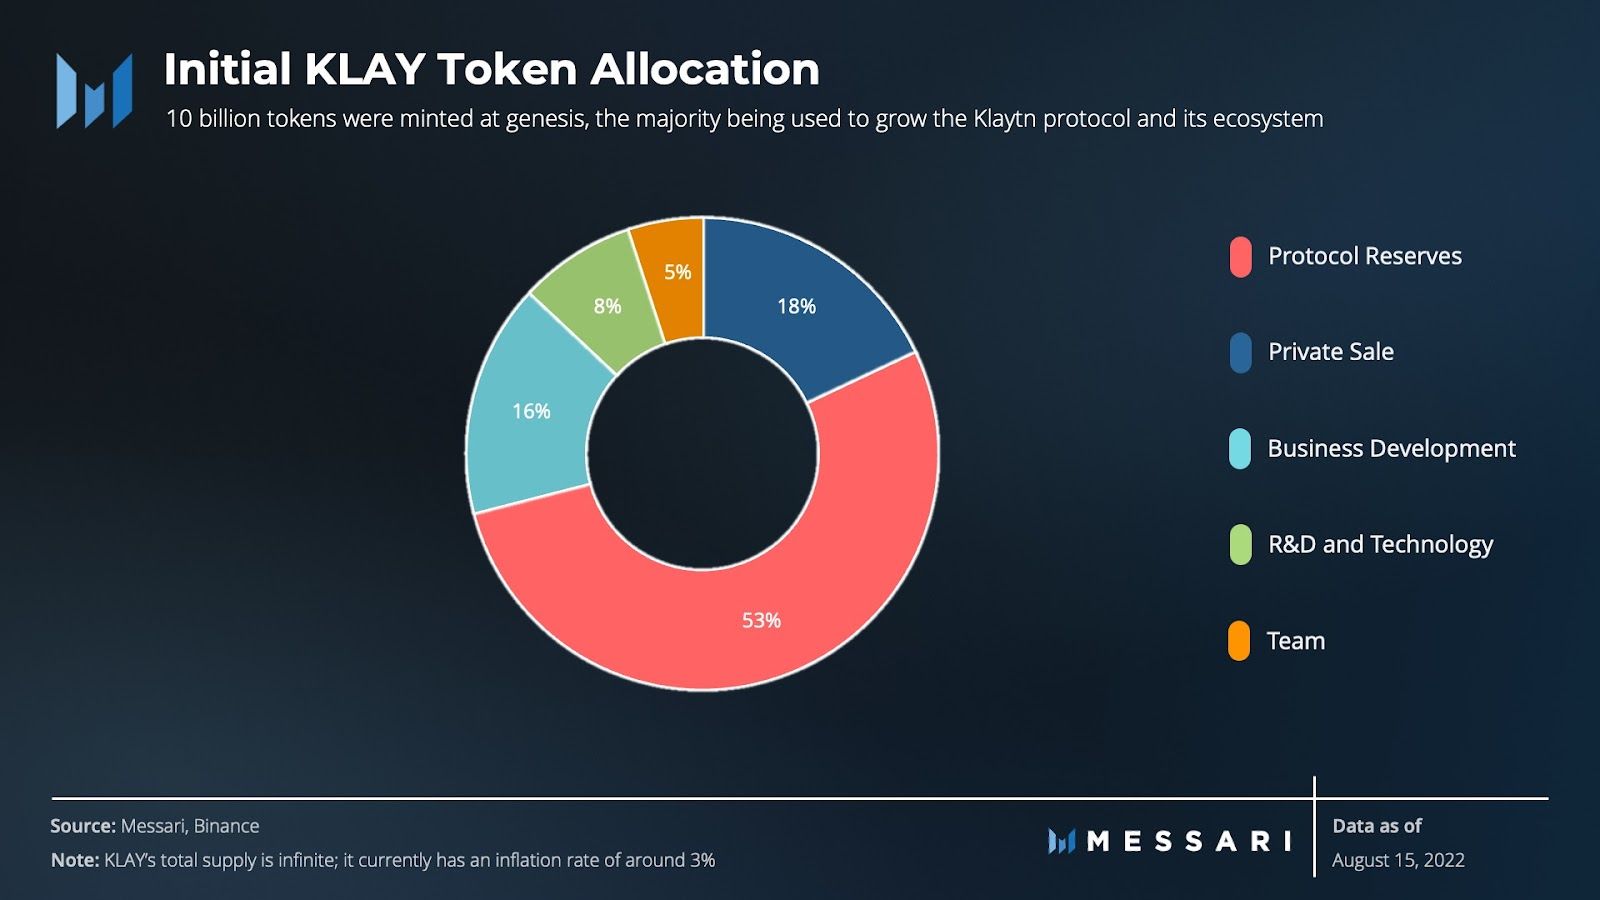 Initial KLAY Token Allocation
10 billion tokens were minted at genesis, the majority being used to grow the Klaytn protocol and its ecosystem
5%
18%
8%
16%
53%
Protocol Reserves
Private Sale
Business Development
R&D and Technology
Team
Source: Messari, Binance
Note: KLAY’s total supply is infinite; it currently has an inflation rate of around 3%
MESSARI
Data as of
August 15, 2022